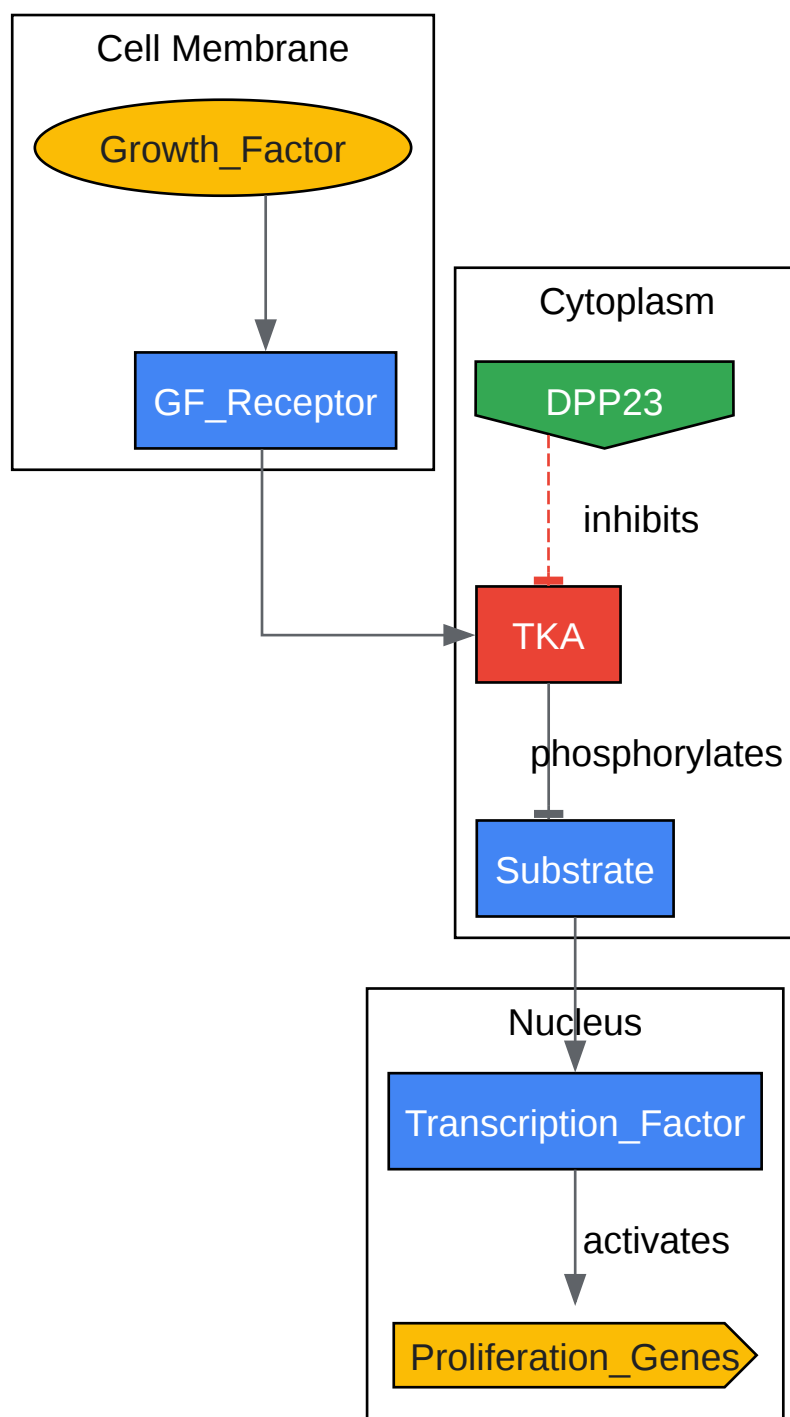 Cell Membrane
Growth_Factor
GF_Receptor
Cytoplasm
DPP23
inhibits
TKA
phosphorylates
Substrate
Nucleus
Transcription_Factor
activates
Proliferation_Genes